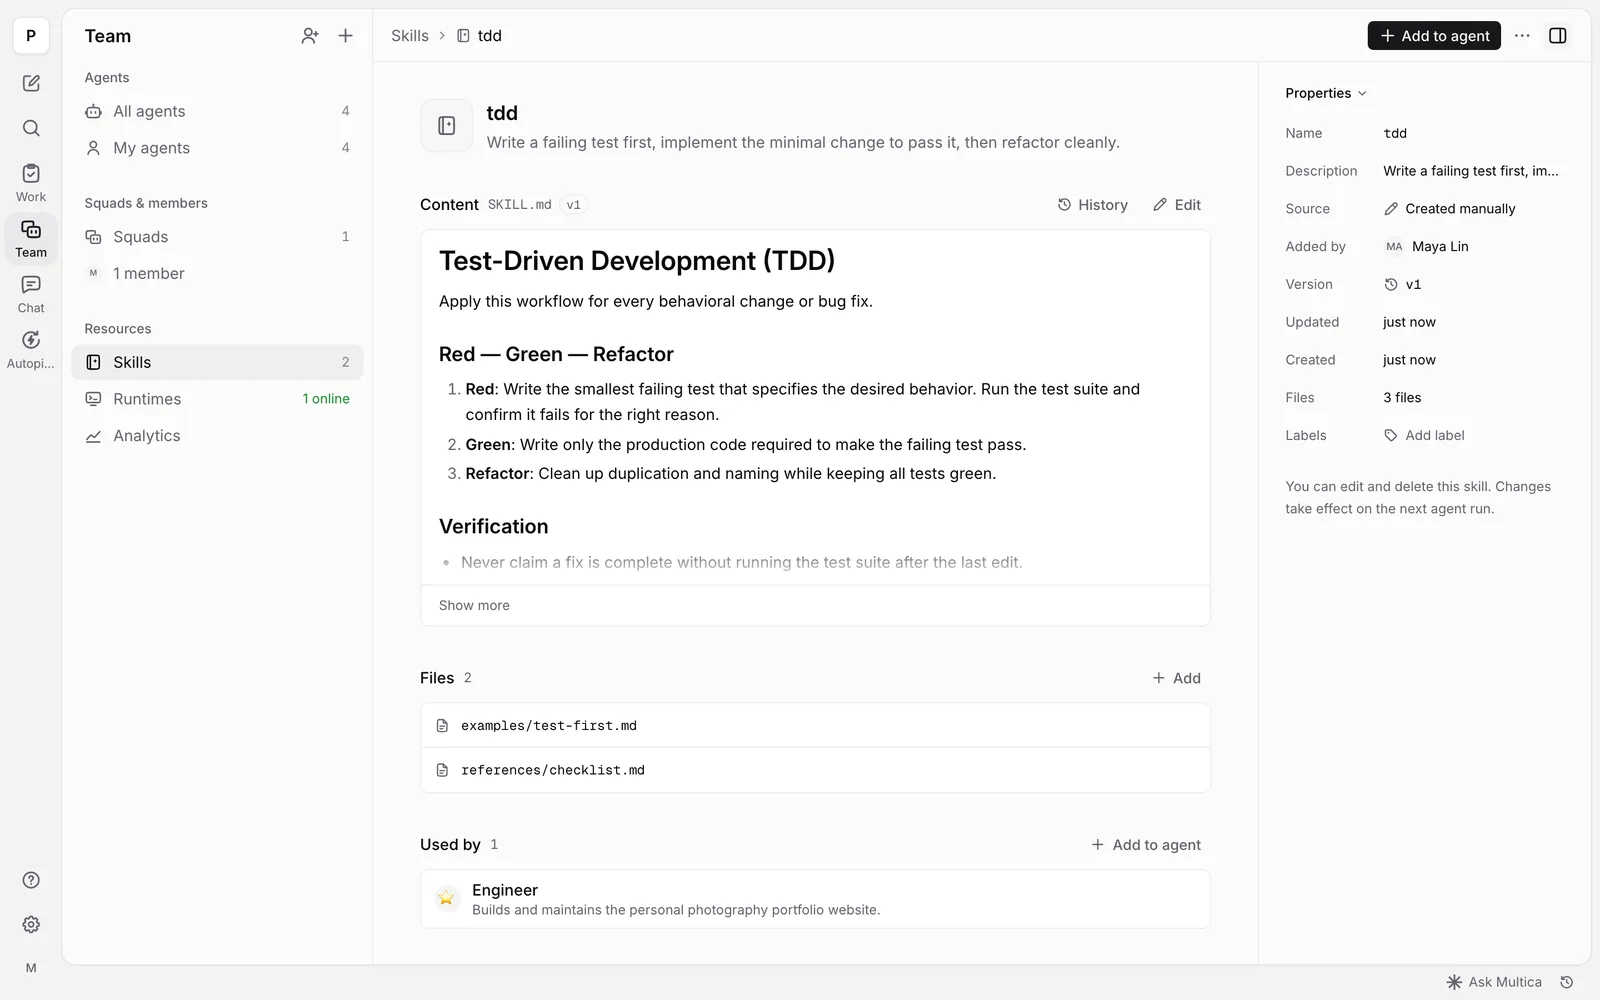 P
Team
Skills
tdd
Add to agent
Work
Team
Chat
Autopi...
M
Agents
All agents
4
My agents
4
Squads & members
Squads
1
M
1 member
Resources
Skills
2
Runtimes
1 online
Analytics
tdd
Write a failing test first, implement the minimal change to pass it, then refactor cleanly.
Content SKILL.md v1
History
Edit
Test-Driven Development (TDD)
Apply this workflow for every behavioral change or bug fix.
Red — Green — Refactor
1. Red: Write the smallest failing test that specifies the desired behavior. Run the test suite and
confirm it fails for the right reason.
2. Green: Write only the production code required to make the failing test pass.
3. Refactor: Clean up duplication and naming while keeping all tests green.
Verification
• Never claim a fix is complete without running the test suite after the last edit.
Show more
Files 2
Add
examples/test-first.md
references/checklist.md
Used by 1
Add to agent
Engineer
Builds and maintains the personal photography portfolio website.
Properties
Name
tdd
Description
Write a failing test first, im...
Source
Created manually
Added by
MA
Maya Lin
Version
v1
Updated
just now
Created
just now
Files
3 files
Labels
Add label
You can edit and delete this skill. Changes
take effect on the next agent run.
Ask Multica